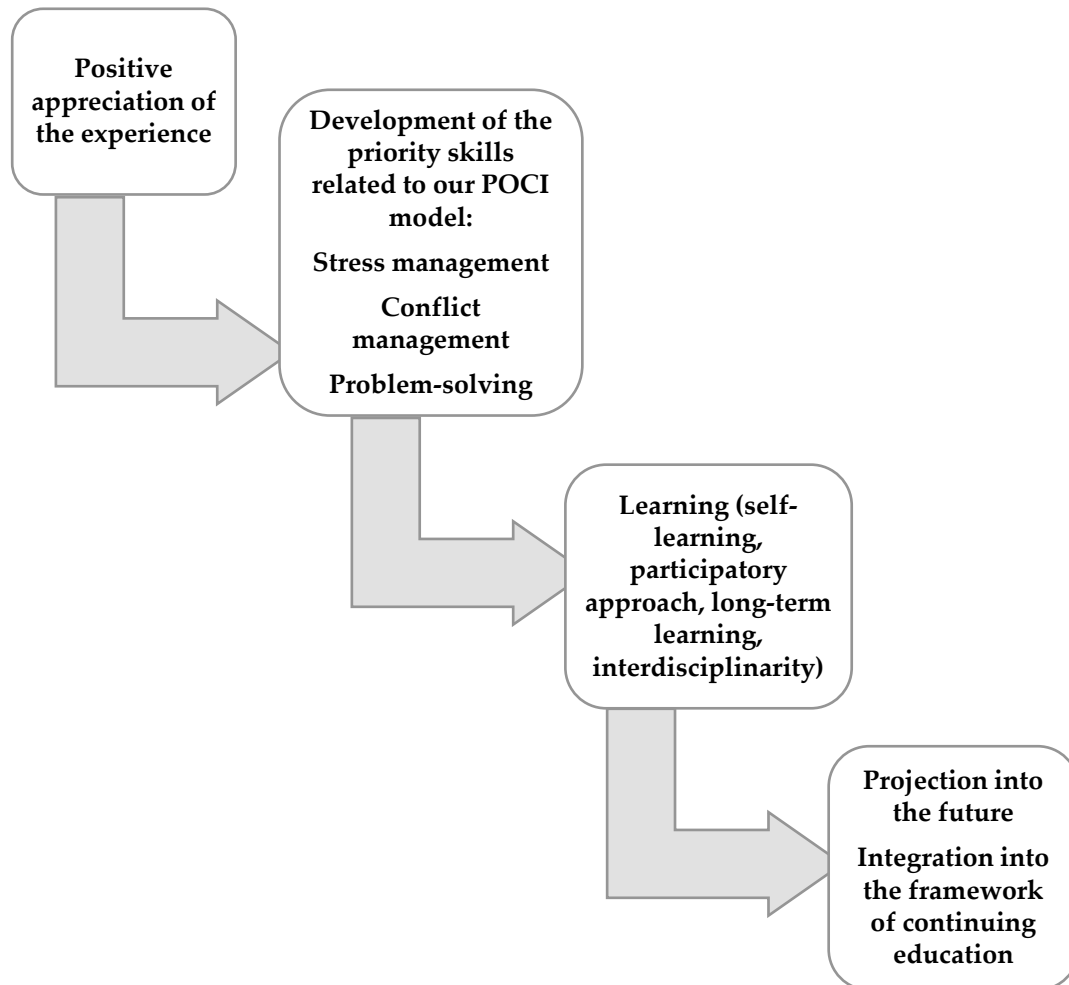 Positive
appreciation of
the experience
Development of the
priority skills
related to our POCI
model:
Stress management
Conflict
management
Problem-solving
Learning (self-
learning,
participatory
approach, long-term
learning,
interdisciplinarity)
Projection into
the future
Integration into
the framework
of continuing
education